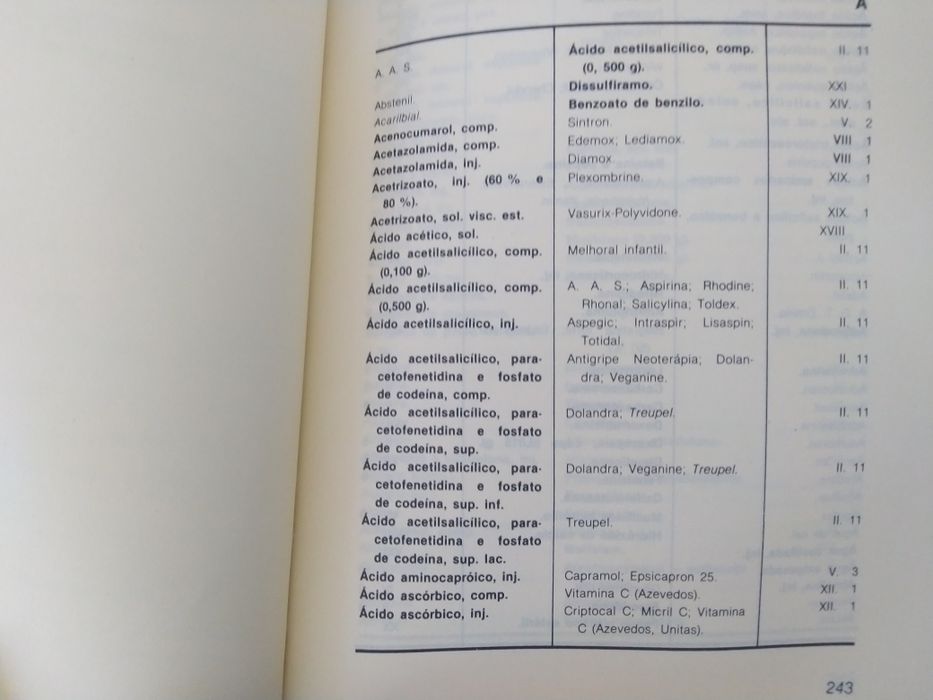 A
A. A. S. Ácido acetilsalicílico, comp. II. 11
(0, 500 g).
Abstenil. Dissulfiramo. XXI
Acarilbial. Benzoato de benzilo. XIV. 1
Acenocumarol, comp. Sintron. V. 2
Acetazolamida, comp. Edemox; Lediamox. VIII 1
Acetazolamida, inj. Diamox. VIII 1
Acetrizoato, inj. (60 % e Plexombrine. XIX. 1
80 %).
Acetrizoato, sol. visc. est. Vasurix-Polyvidone. XIX. 1
Ácido acético, sol. XVIII
Ácido acetilsalicílico, comp. Melhoral infantil. II. 11
(0,100 g).
Ácido acetilsalicílico, comp. A. A. S.; Aspirina; Rhodine; II. 11
(0,500 g). Rhonal; Salicylina; Toldex.
Ácido acetilsalicílico, inj. Aspegic; Intraspir; Lisaspin; II. 11
Totidal.
Ácido acetilsalicílico, para- Antigripe Neoterápia; Dolan- II. 11
cetofenetidina e fosfato dra; Veganine.
de codeína, comp.
Ácido acetilsalicílico, para- Dolandra; Treupel. II. 11
cetofenetidina e fosfato
de codeína, sup.
Ácido acetilsalicílico, para- Dolandra; Veganine; Treupel. II. 11
cetofenetidina e fosfato
de codeína, sup. inf.
Ácido acetilsalicílico, para- Treupel. II. 11
cetofenetidina e fosfato
de codeína, sup. lac.
Ácido aminocapróico, inj. Capramol; Epsicapron 25. V. 3
Ácido ascórbico, comp. Vitamina C (Azevedos). XII. 1
Ácido ascórbico, inj. Criptocal C; Micril C; Vitamina XII. 1
C (Azevedos, Unitas).
243